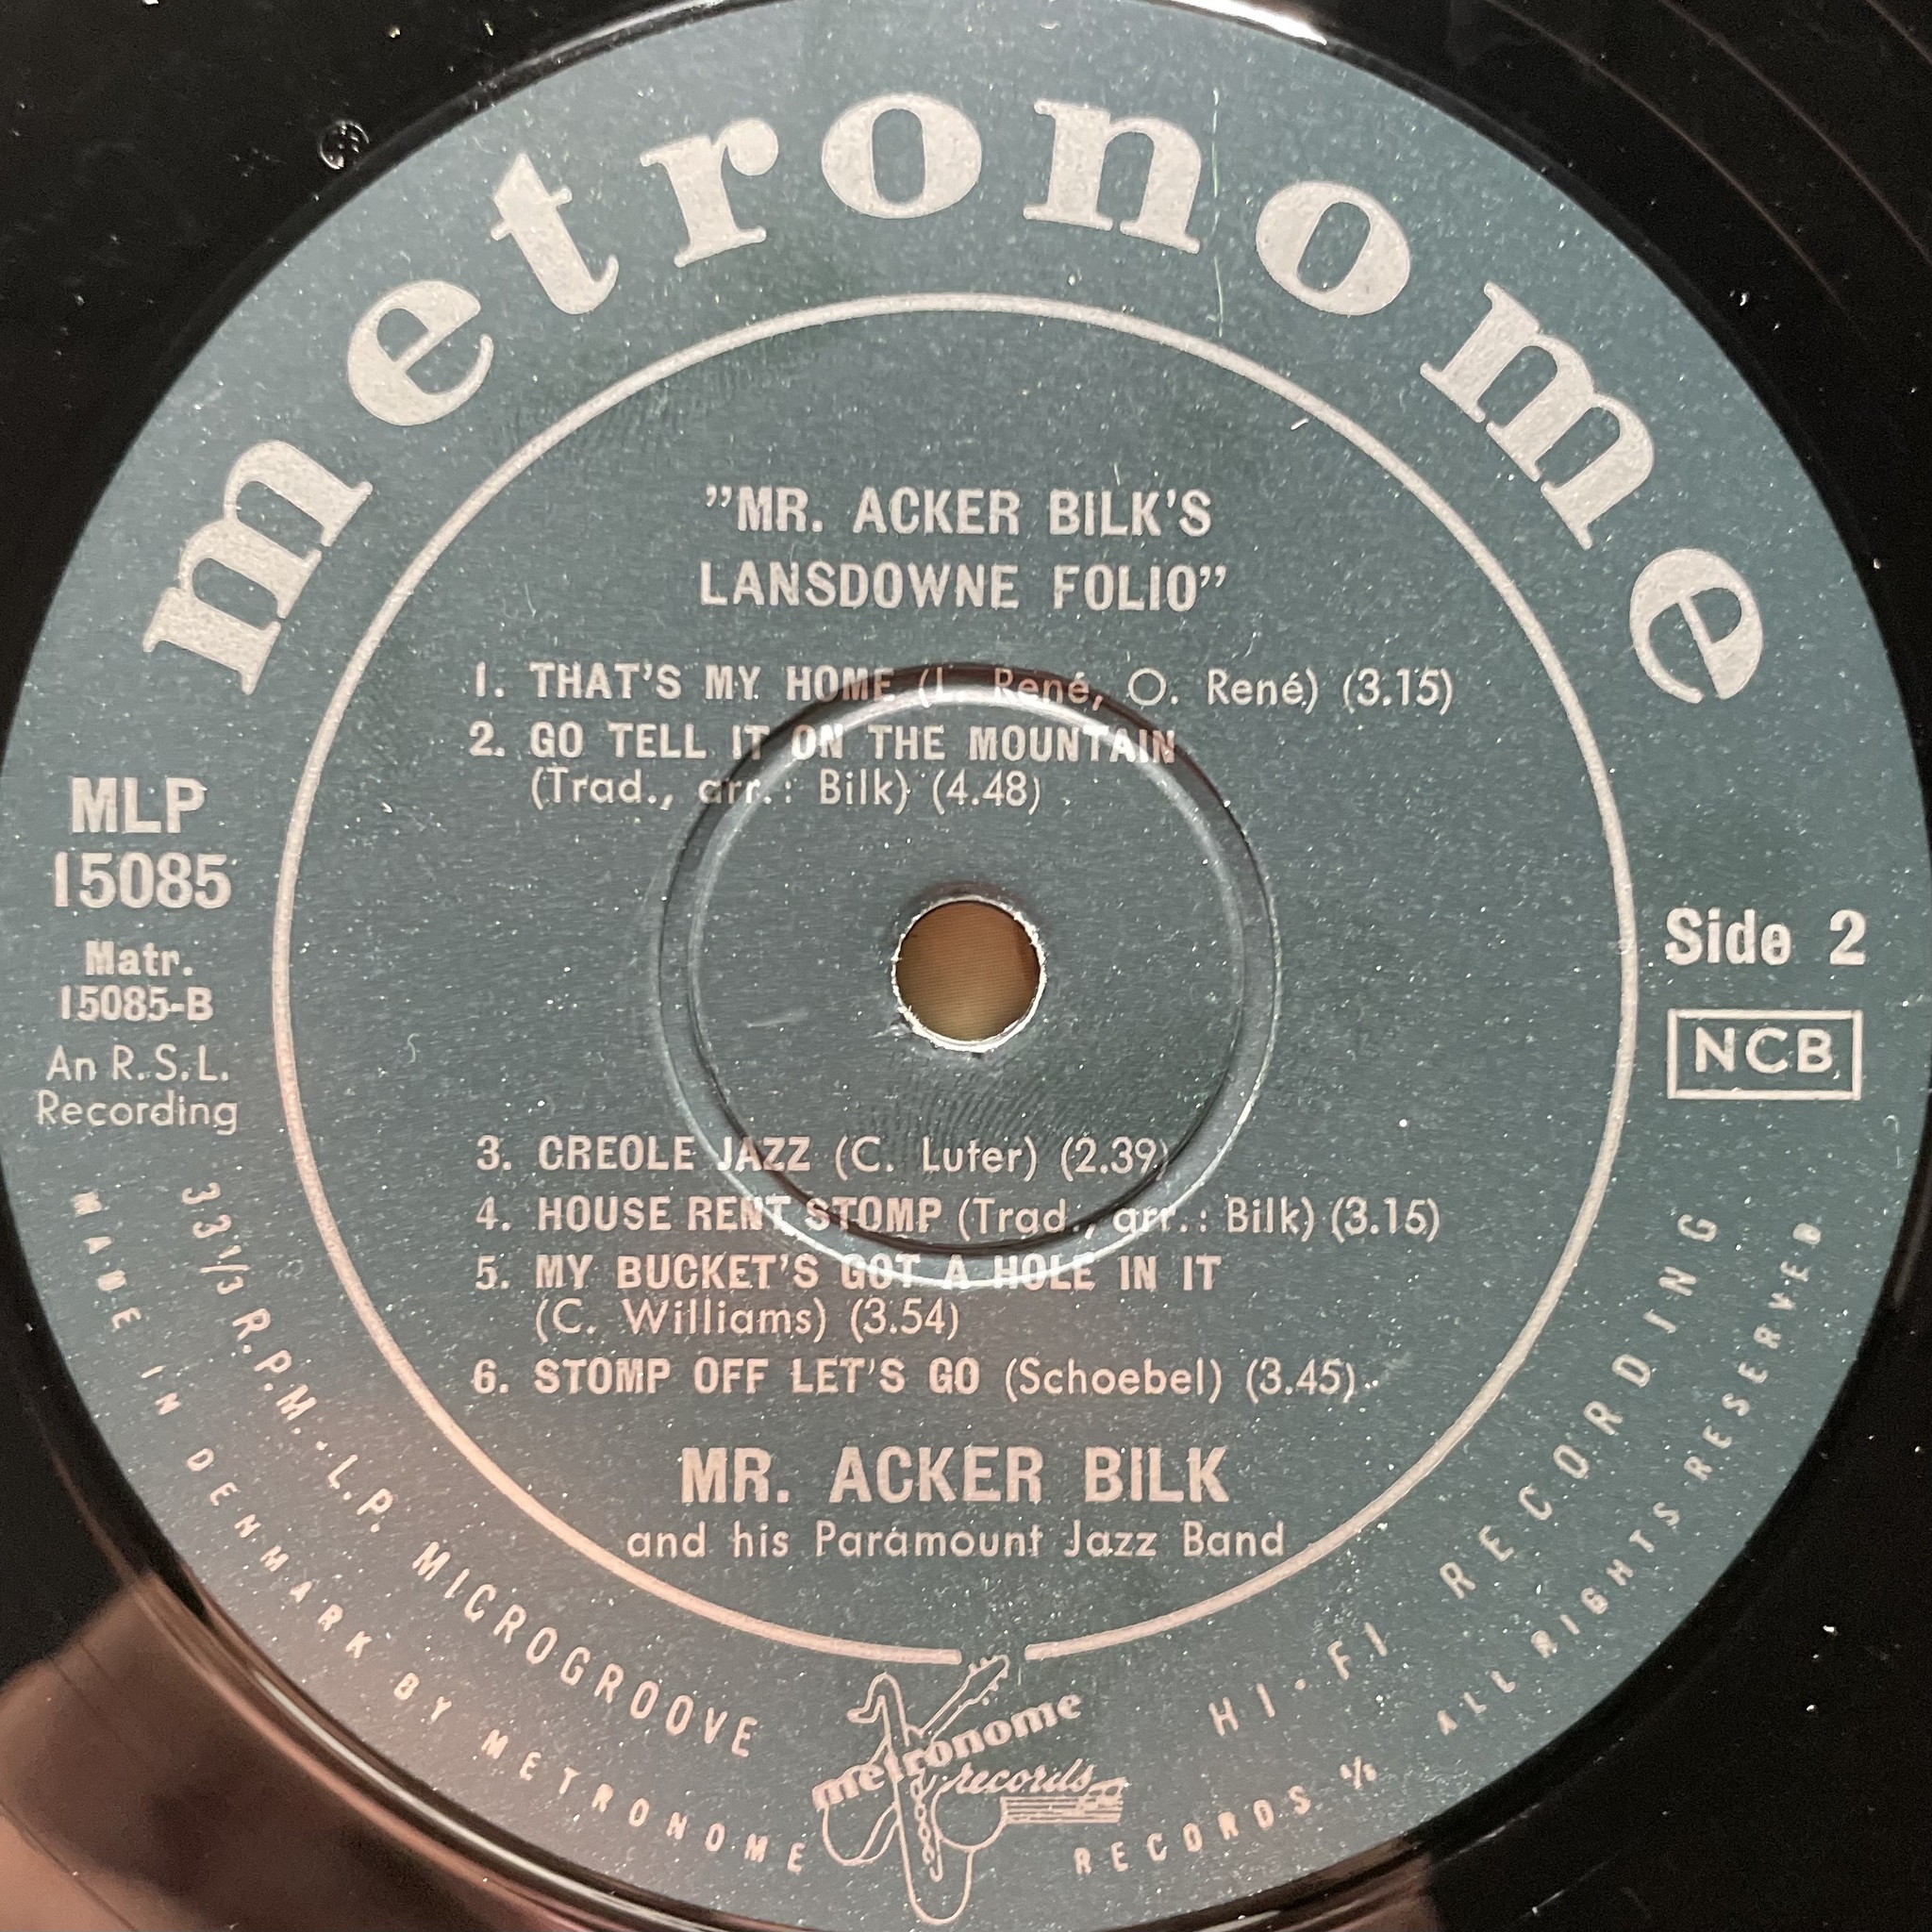 metronome
"MR. ACKER BILK'S
LANSDOWNE FOLIO"
1. THAT'S MY HOME (L. René, O. René) (3.15)
2. GO TELL IT ON THE MOUNTAIN
(Trad., arr.: Bilk) (4.48)
MLP
15085
Matr.
15085-B
An R.S.L.
Recording
Side 2
NCB
3. CREOLE JAZZ (C. Luter) (2.39)
4. HOUSE RENT STOMP (Trad., arr.: Bilk) (3.15)
5. MY BUCKET'S GOT A HOLE IN IT
(C. Williams) (3.54)
6. STOMP OFF LET'S GO (Schoebel) (3.45)
MR. ACKER BILK
and his Paramount Jazz Band
33 1/3 R.P.M. - L.P. MICROGROOVE
HI-FI RECORDING
MADE IN DENMARK BY METRONOME RECORDS A/S ALL RIGHTS RESERVED
metronome
records